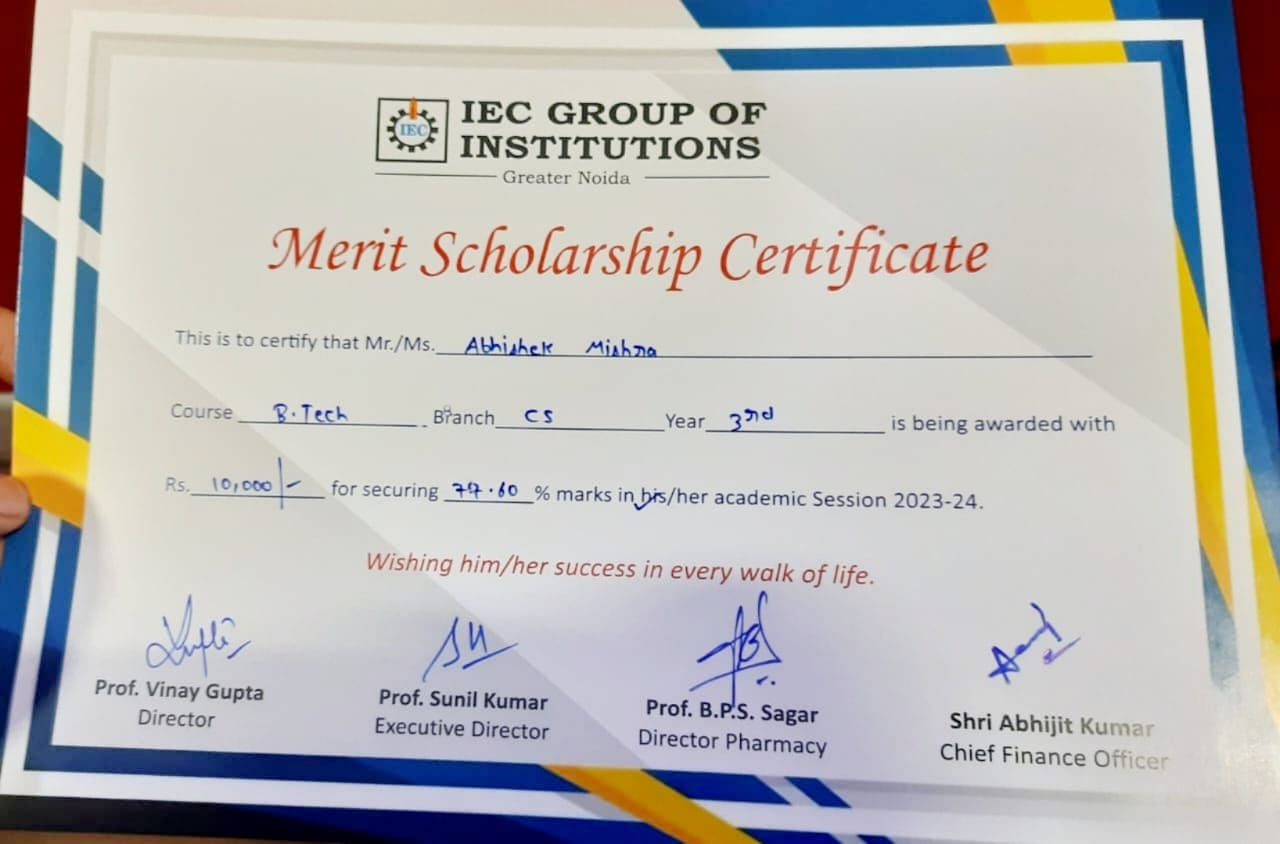 IEC
IEC GROUP OF
INSTITUTIONS
Greater Noida
Merit Scholarship Certificate
This is to certify that Mr./Ms. Abhishek Mishra
Course B.Tech Branch CS Year 3rd is being awarded with
Rs. 10,000/- for securing % marks in his/her academic Session 2023-24.
Wishing him/her success in every walk of life.
Prof. Vinay Gupta
Director
Prof. Sunil Kumar
Executive Director
Prof. B.P.S. Sagar
Director Pharmacy
Shri Abhijit Kumar
Chief Finance Officer